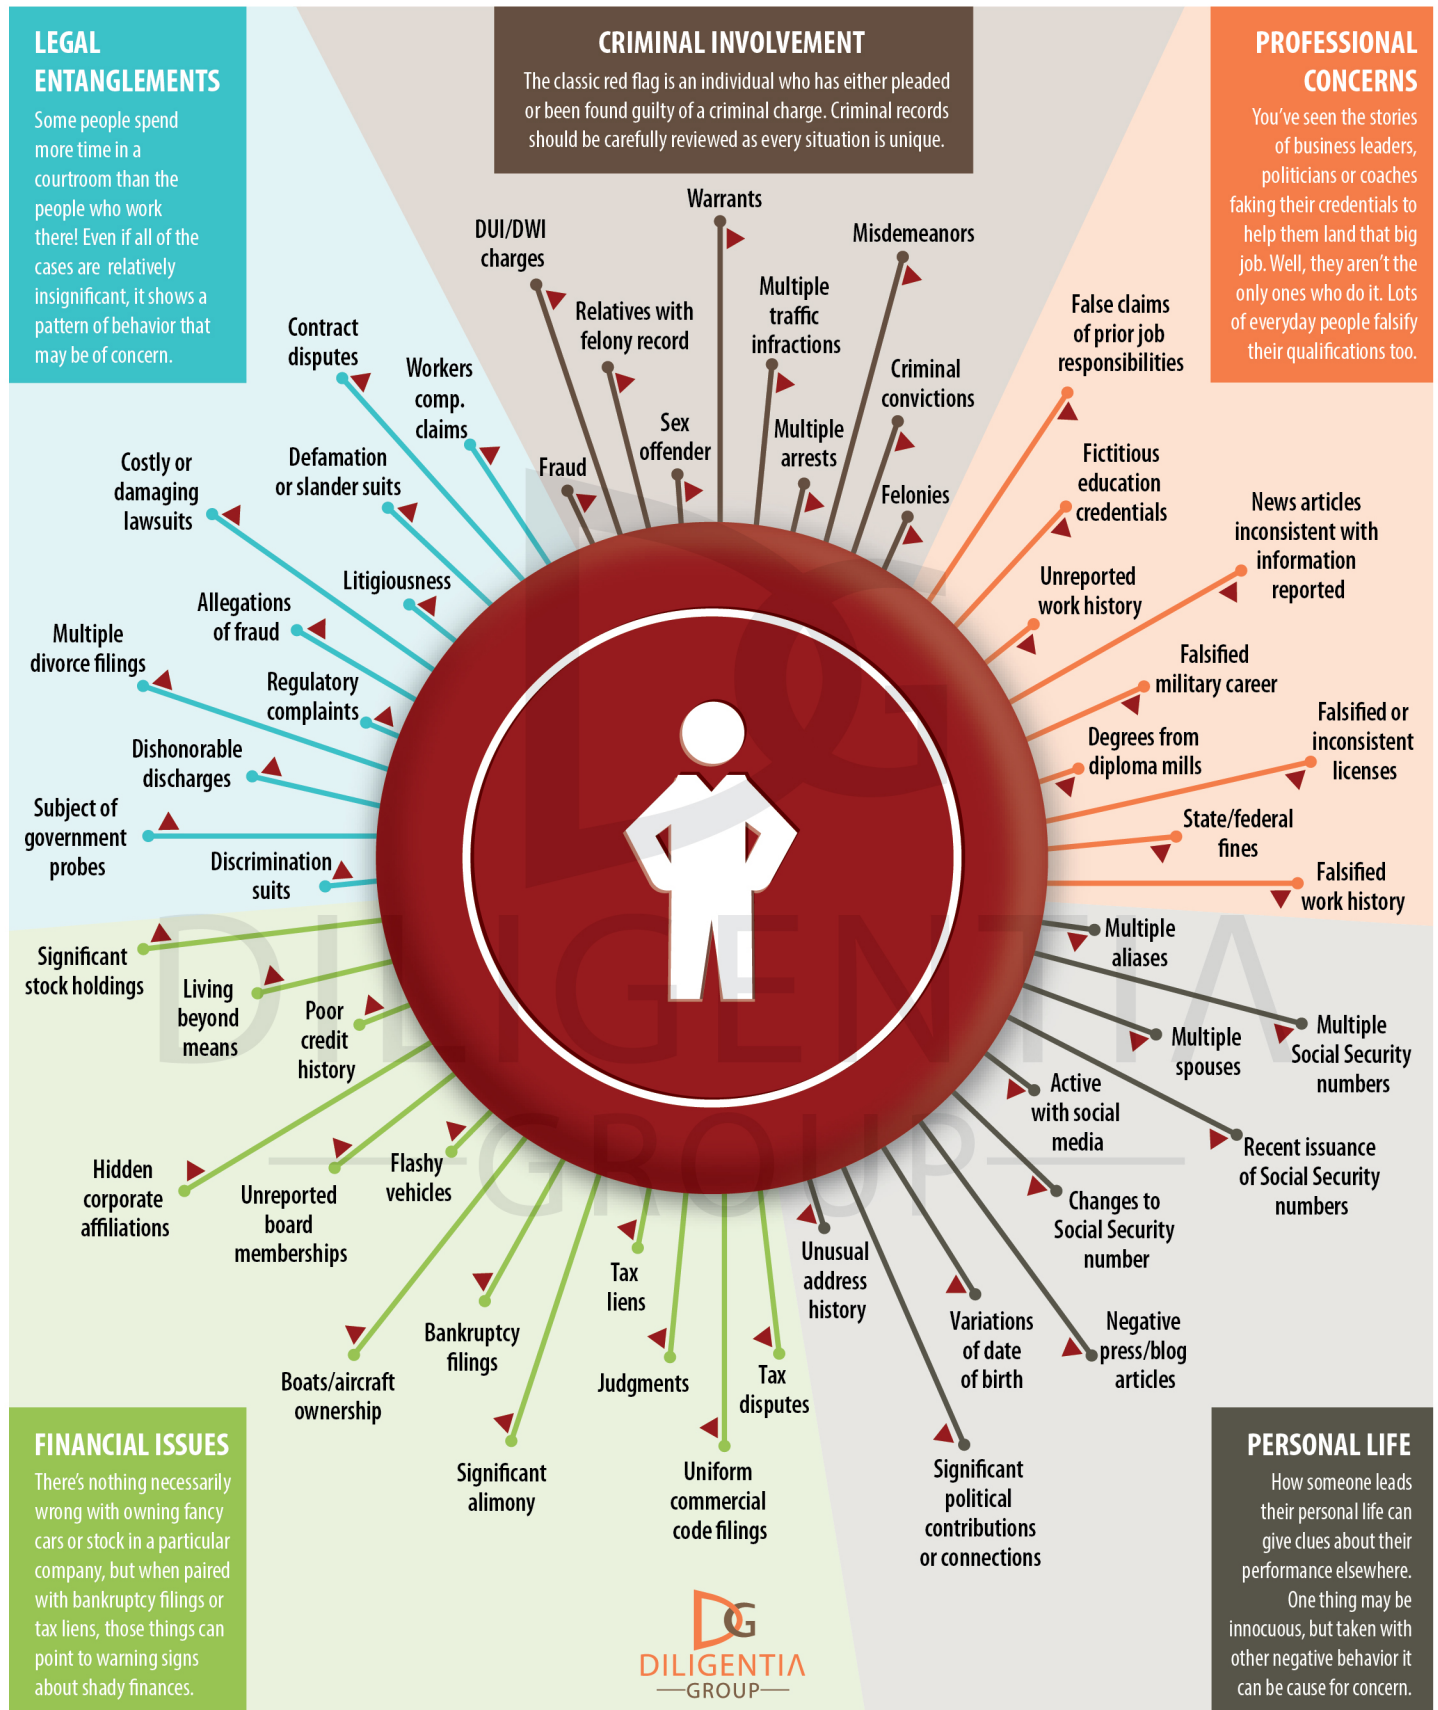 LEGAL
ENTANGLEMENTS
Some people spend
more time in a
courtroom than the
people who work
there! Even if all of the
cases are relatively
insignificant, it shows a
pattern of behavior that
may be of concern.
CRIMINAL INVOLVEMENT
The classic red flag is an individual who has either pleaded
or been found guilty of a criminal charge. Criminal records
should be carefully reviewed as every situation is unique.
PROFESSIONAL
CONCERNS
You've seen the stories
of business leaders,
politicians or coaches
faking their credentials to
help them land that big
job. Well, they aren't the
only ones who do it. Lots
of everyday people falsify
their qualifications too.
Contract
disputes
Workers
comp.
claims
Costly or
damaging
lawsuits
Defamation
or slander suits
Litigiousness
Allegations
of fraud
Multiple
divorce filings
Regulatory
complaints
Dishonorable
discharges
Subject of
government
probes
Discrimination
suits
DUI/DWI
charges
Warrants
Misdemeanors
Relatives with
felony record
Multiple
traffic
infractions
Criminal
convictions
Sex
offender
Multiple
arrests
Fraud
Felonies
False claims
of prior job
responsibilities
Fictitious
education
credentials
News articles
inconsistent with
information
reported
Unreported
work history
Falsified
military career
Falsified or
inconsistent
licenses
Degrees from
diploma mills
State/federal
fines
Falsified
work history
Significant
stock holdings
Living
beyond
means
Poor
credit
history
Hidden
corporate
affiliations
Unreported
board
memberships
Flashy
vehicles
Boats/aircraft
ownership
Bankruptcy
filings
Tax
liens
Significant
alimony
Judgments
Uniform
commercial
code filings
Tax
disputes
Multiple
aliases
Multiple
Social Security
numbers
Multiple
spouses
Active
with social
media
Recent issuance
of Social Security
numbers
Changes to
Social Security
number
Unusual
address
history
Variations
of date
of birth
Negative
press/blog
articles
Significant
political
contributions
or connections
DG
DILIGENTIA
GROUP
FINANCIAL ISSUES
There's nothing necessarily
wrong with owning fancy
cars or stock in a particular
company, but when paired
with bankruptcy filings or
tax liens, those things can
point to warning signs
about shady finances.
DG
DILIGENTIA
GROUP
PERSONAL LIFE
How someone leads
their personal life can
give clues about their
performance elsewhere.
One thing may be
innocuous, but taken with
other negative behavior it
can be cause for concern.